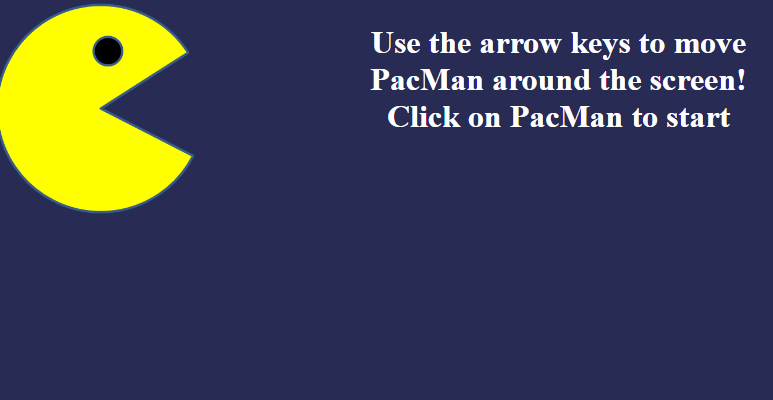 Use the arrow keys to move
PacMan around the screen!
Click on PacMan to start